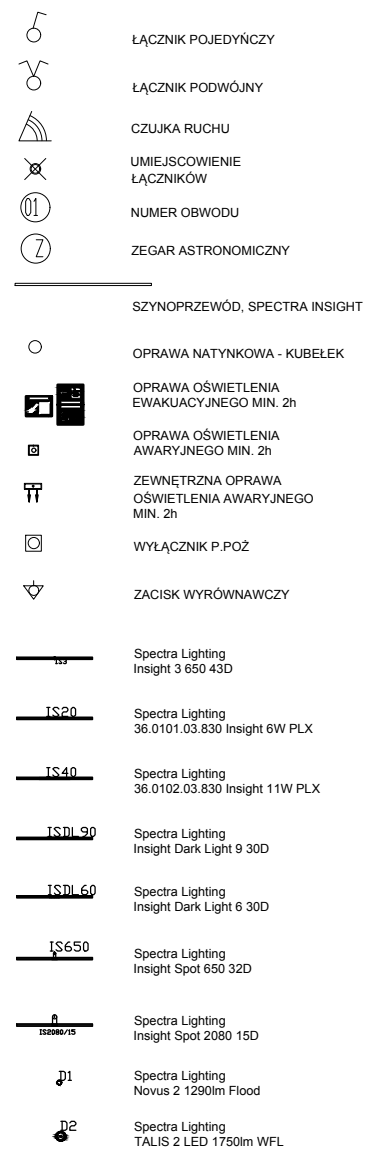 ŁĄCZNIK POJEDYŃCZY
ŁĄCZNIK PODWÓJNY
CZUJKA RUCHU
UMIEJSCOWIENIE
ŁĄCZNIKÓW
01 NUMER OBWODU
Z ZEGAR ASTRONOMICZNY
SZYNOPRZEWÓD, SPECTRA INSIGHT
OPRAWA NATYNKOWA - KUBEŁEK
OPRAWA OŚWIETLENIA
EWAKUACYJNEGO MIN. 2h
OPRAWA OŚWIETLENIA
AWARYJNEGO MIN. 2h
ZEWNĘTRZNA OPRAWA
OŚWIETLENIA AWARYJNEGO
MIN. 2h
WYŁĄCZNIK P.POŻ
ZACISK WYRÓWNAWCZY
Spectra Lighting
IS3 Insight 3 650 43D
IS20 Spectra Lighting
36.0101.03.830 Insight 6W PLX
IS40 Spectra Lighting
36.0102.03.830 Insight 11W PLX
ISDL90 Spectra Lighting
Insight Dark Light 9 30D
ISDL60 Spectra Lighting
Insight Dark Light 6 30D
IS650 Spectra Lighting
Insight Spot 650 32D
Spectra Lighting
IS2080/15 Insight Spot 2080 15D
D1 Spectra Lighting
Novus 2 1290lm Flood
D2 Spectra Lighting
TALIS 2 LED 1750lm WFL